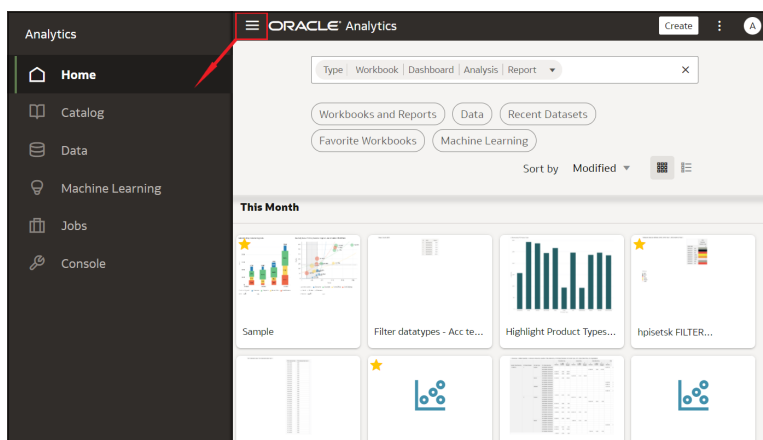 Analytics
Home
Catalog
Data
Machine Learning
Jobs
Console
ORACLE Analytics
Create
A
Type Workbook | Dashboard | Analysis | Report
Workbooks and Reports
Data
Recent Datasets
Favorite Workbooks
Machine Learning
Sort by Modified
This Month
Sample
Filter datatypes - Acc te...
Highlight Product Types...
hpisetsk FILTER...